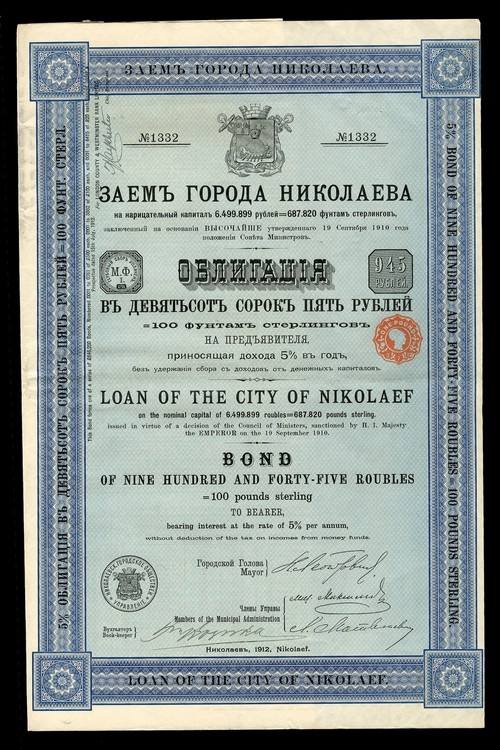 ЗАЕМЪ ГОРОДА НИКОЛАЕВА.
№1332
№1332
ЗАЕМЪ ГОРОДА НИКОЛАЕВА
на нарицательный капиталъ 6.499.899 рублей=687.820 фунтамъ стерлинговъ,
заключенный на основаніи ВЫСОЧАЙШЕ утвержденнаго 19 Сентября 1910 года
положенія Совѣта Министровъ.
ОБЛИГАЦІЯ
М.Ф.
I.
945
РУБЛЕЙ
ВЪ ДЕВЯТЬСОТЪ СОРОКЪ ПЯТЬ РУБЛЕЙ
=100 ФУНТАМЪ СТЕРЛИНГОВЪ
НА ПРЕДЪЯВИТЕЛЯ,
приносящая дохода 5% въ годъ,
безъ удержанія сбора съ доходовъ отъ денежныхъ капиталовъ.
ONE POUND
LOAN OF THE CITY OF NIKOLAEF
on the nominal capital of 6.499.899 roubles=687.820 pounds sterling.
issued in virtue of a decision of the Council of Ministers, sanctioned by H. I. Majesty
the EMPEROR on the 19 September 1910.
BOND
OF NINE HUNDRED AND FORTY-FIVE ROUBLES
=100 pounds sterling
TO BEARER,
bearing interest at the rate of 5% per annum,
without deduction of the tax on incomes from money funds.
НИКОЛАЕВСКОЕ ГОРОДСКОЕ ОБЩЕСТВЕН.
УПРАВЛЕНІЕ
Городской Голова
Mayor
Члены Управы
Members of the Municipal Administration
Бухгалтеръ
Book-keeper
Николаевъ, 1912, Nikolaef.
LOAN OF THE CITY OF NIKOLAEF.
5% ОБЛИГАЦІЯ ВЪ ДЕВЯТЬСОТЪ СОРОКЪ ПЯТЬ РУБЛЕЙ=100 ФУНТ. СТЕРЛ.
5% BOND OF NINE HUNDRED AND FORTY-FIVE ROUBLES=100 POUNDS STERLING.